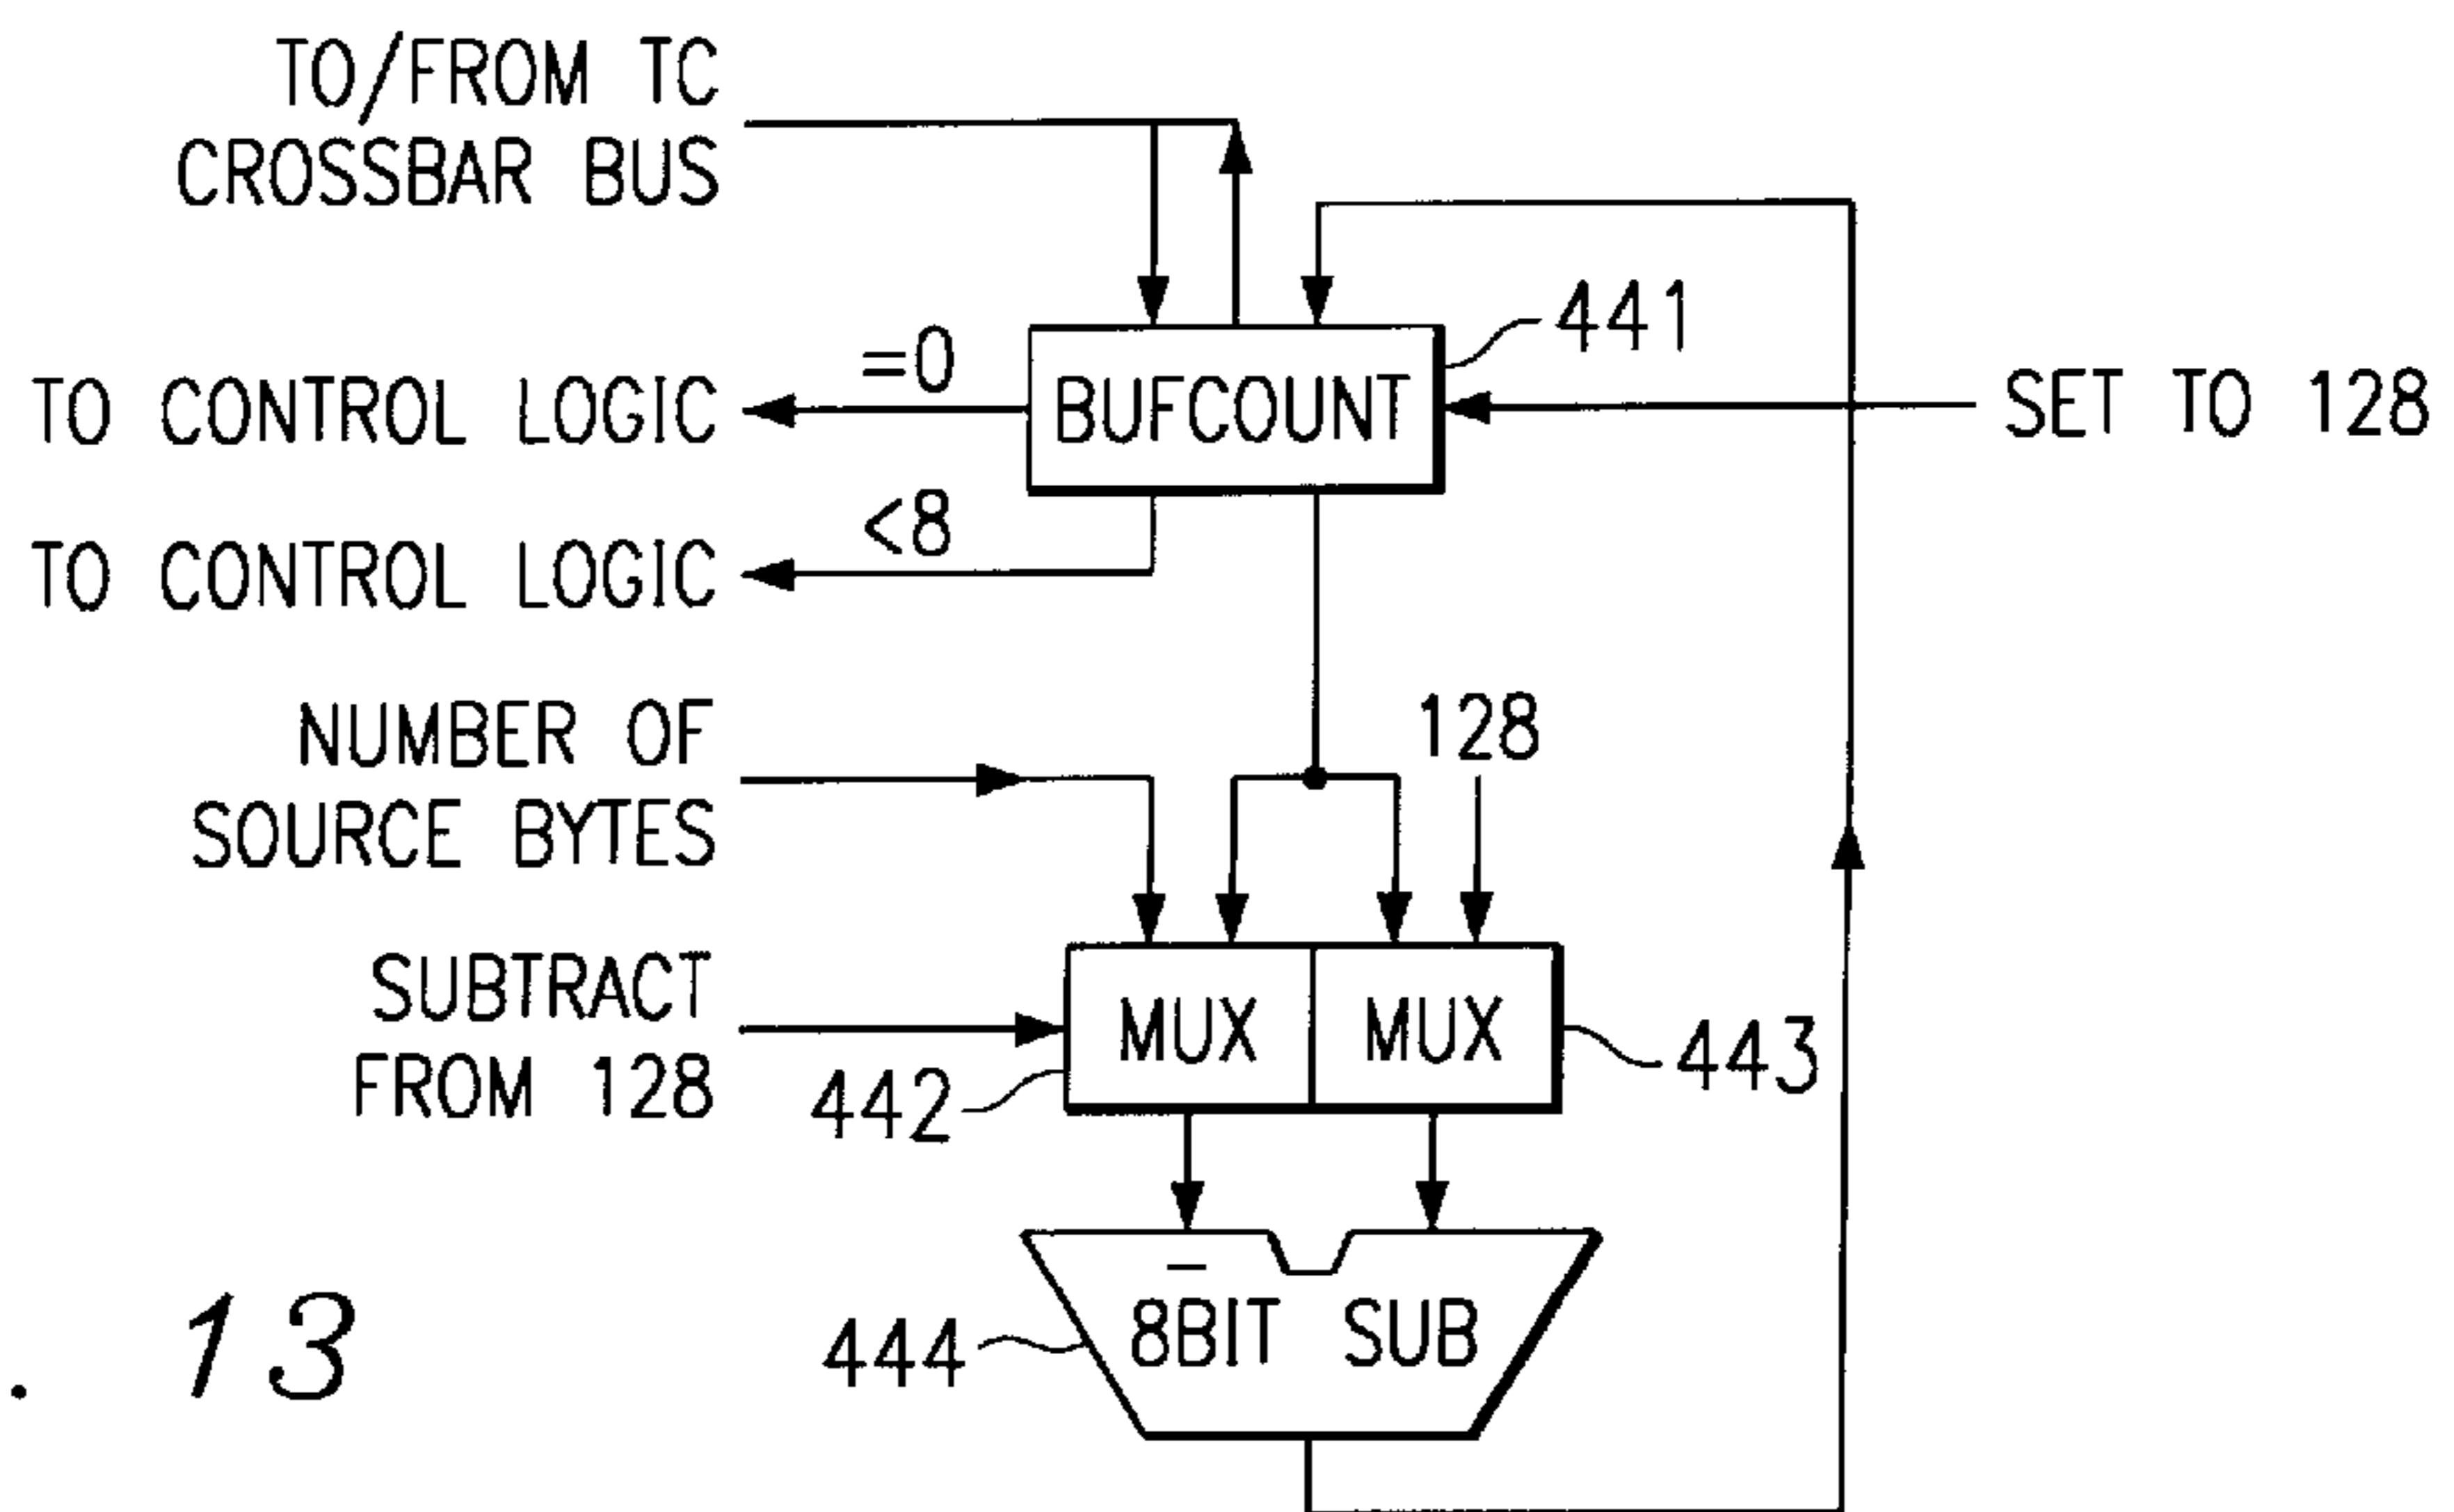 TO/FROM TC
CROSSBAR BUS
441
=0
TO CONTROL LOGIC
BUFCOUNT
SET TO 128
<8
TO CONTROL LOGIC
NUMBER OF
SOURCE BYTES
128
SUBTRACT
FROM 128
MUX
MUX
442
443
–
8BIT SUB
444
. 13